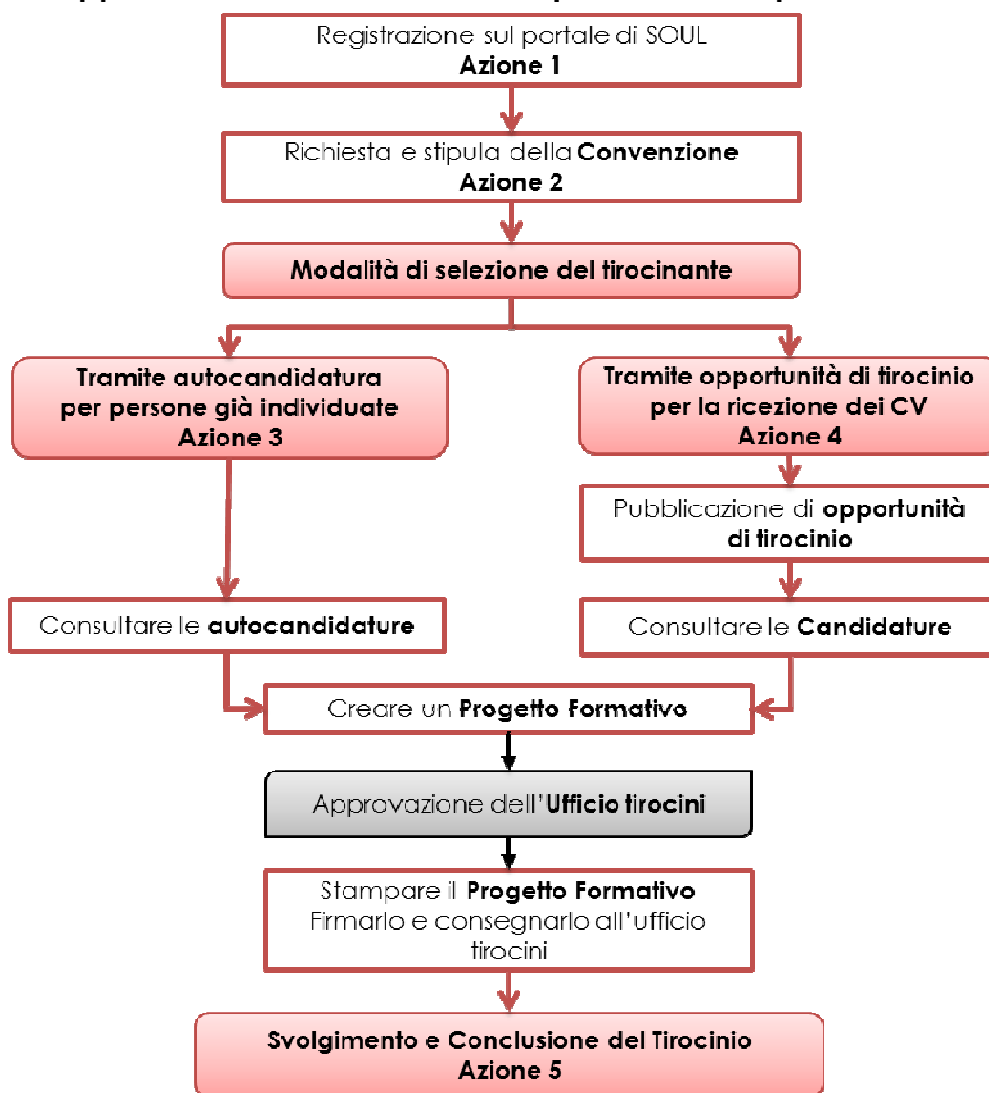 Registrazione sul portale di SOUL
Azione 1
Richiesta e stipula della Convenzione
Azione 2
Modalità di selezione del tirocinante
Tramite autocandidatura
per persone già individuate
Azione 3
Tramite opportunità di tirocinio
per la ricezione dei CV
Azione 4
Pubblicazione di opportunità
di tirocinio
Consultare le autocandidature
Consultare le Candidature
Creare un Progetto Formativo
Approvazione dell'Ufficio tirocini
Stampare il Progetto Formativo
Firmarlo e consegnarlo all'ufficio
tirocini
Svolgimento e Conclusione del Tirocinio
Azione 5